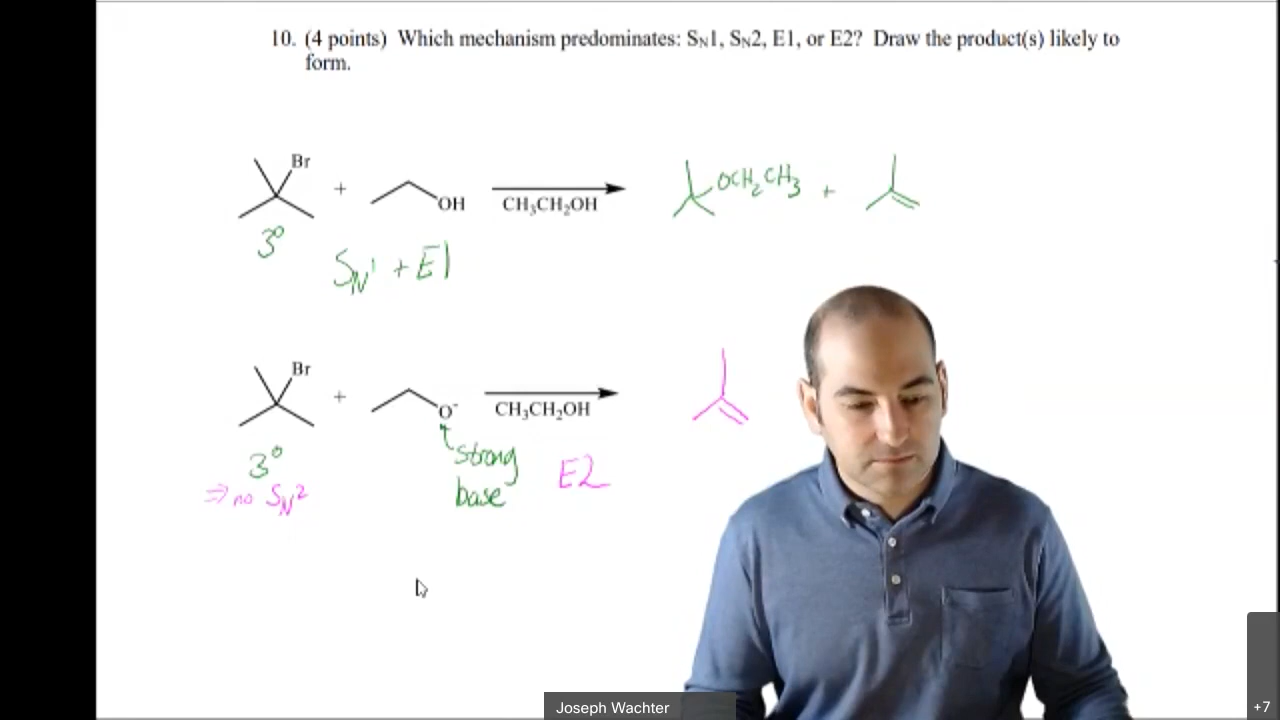 10. (4 points) Which mechanism predominates: SN1, SN2, E1, or E2? Draw the product(s) likely to
form.
Br
+
OH
CH3CH2OH
OCH2CH3 +
3°
SN1 + E1
Br
+
O-
CH3CH2OH
3°
⇒ no SN2
strong
base
E2
Joseph Wachter
+7